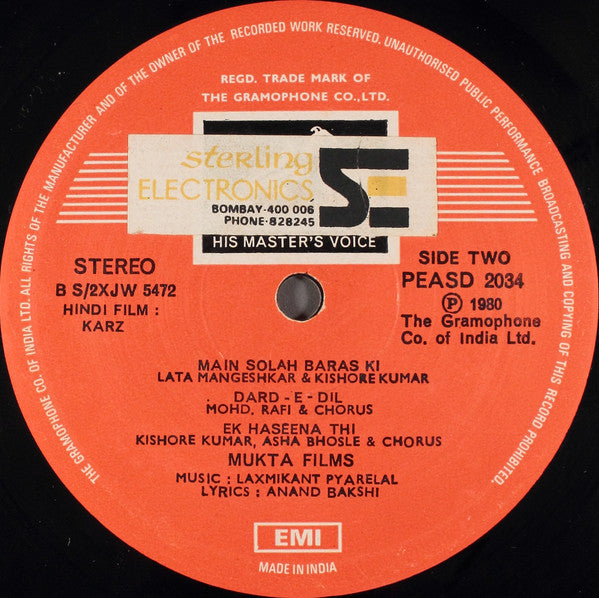 THE GRAMOPHONE CO. OF INDIA LTD. ALL RIGHTS OF THE MANUFACTURER AND OF THE OWNER OF THE RECORDED WORK RESERVED. UNAUTHORISED PUBLIC PERFORMANCE BROADCASTING AND COPYING OF THIS RECORD PROHIBITED.
REGD. TRADE MARK OF
THE GRAMOPHONE CO., LTD.
sterling
ELECTRONICS
SE
BOMBAY-400 006
PHONE-828245
HIS MASTER'S VOICE
STEREO
B S/2XJW 5472
HINDI FILM :
KARZ
SIDE TWO
PEASD 2034
Ⓟ 1980
The Gramophone
Co. of India Ltd.
MAIN SOLAH BARAS KI
LATA MANGESHKAR & KISHORE KUMAR
DARD - E - DIL
MOHD. RAFI & CHORUS
EK HASEENA THI
KISHORE KUMAR, ASHA BHOSLE & CHORUS
MUKTA FILMS
MUSIC : LAXMIKANT PYARELAL
LYRICS : ANAND BAKSHI
EMI
MADE IN INDIA